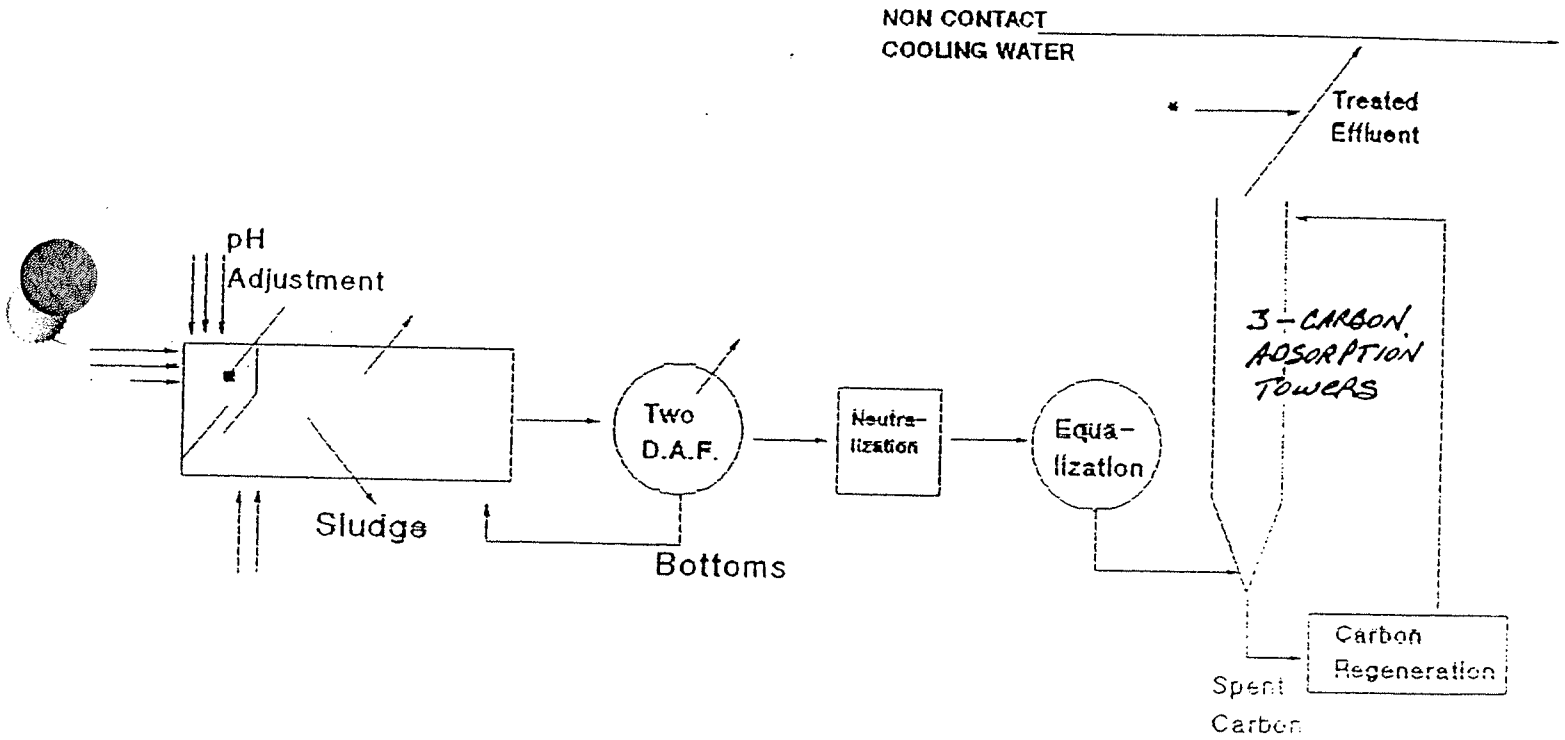 NON CONTACT
COOLING WATER
*
Treated
Effluent
pH
Adjustment
3-CARBON.
ADSORPTION
TOWERS
Two
D.A.F.
Neutra-
lization
Equa-
lization
Sludge
Bottoms
Carbon
Regeneration
Spent
Carbon